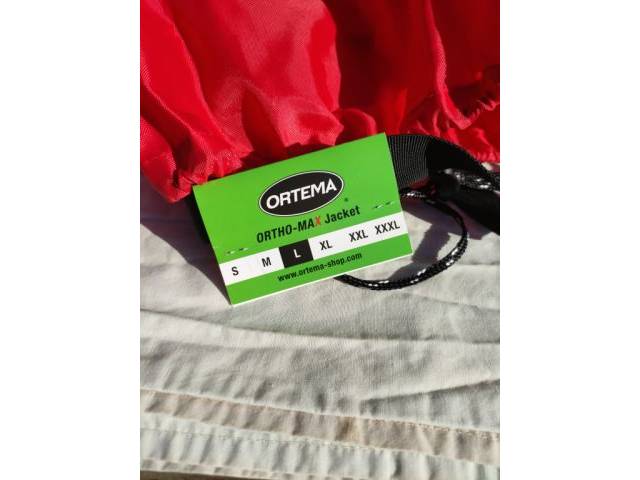 ORTEMA
®
ORTHO-MAX Jacket
S M L XL XXL XXXL
www.ortema-shop.com